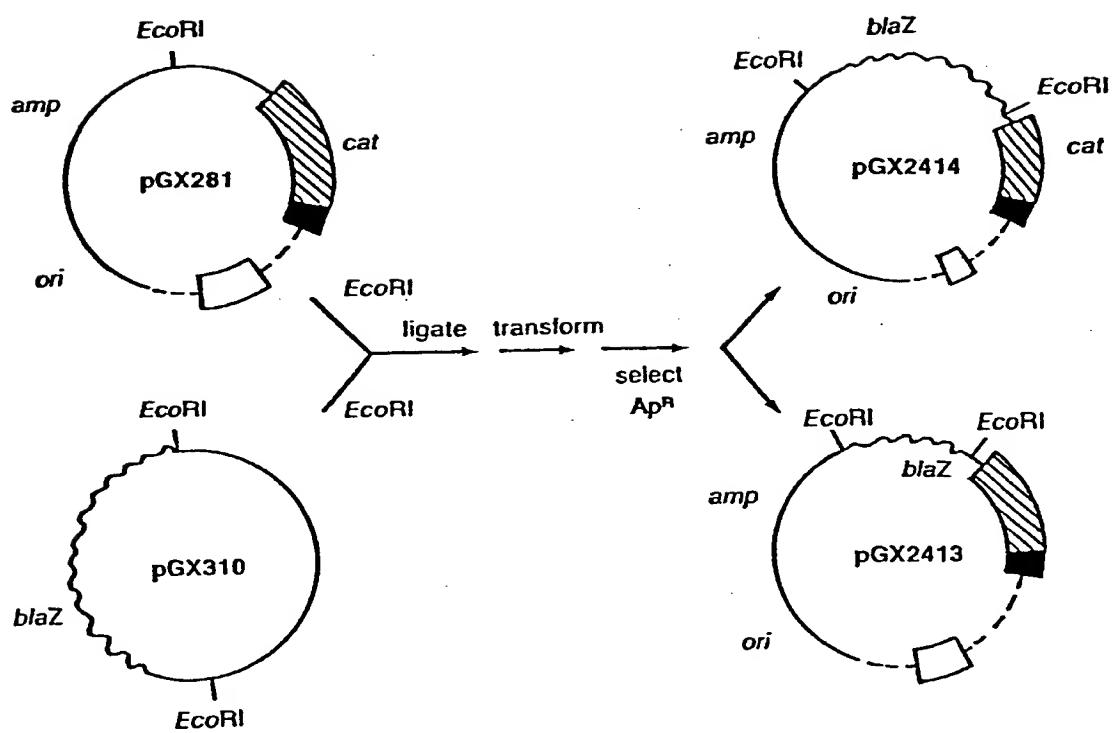 EcoRI
amp
cat
pGX281
ori
EcoRI
blaZ
EcoRI
EcoRI
amp
cat
pGX2414
ori
ligate transform
select
ApR
EcoRI
EcoRI
pGX310
blaZ
EcoRI
EcoRI
EcoRI
blaZ
amp
pGX2413
ori